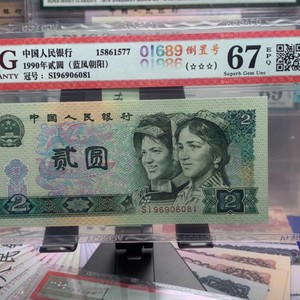 G 中国人民银行 15861577 01689 倒置号 67 EPQ
ANTY 1990年贰圆（蓝凤朝阳） 01986 (☆☆☆) Superb Gem Unc
冠号：SI96906081
中国人民银行
贰圆
2
2
SI96906081